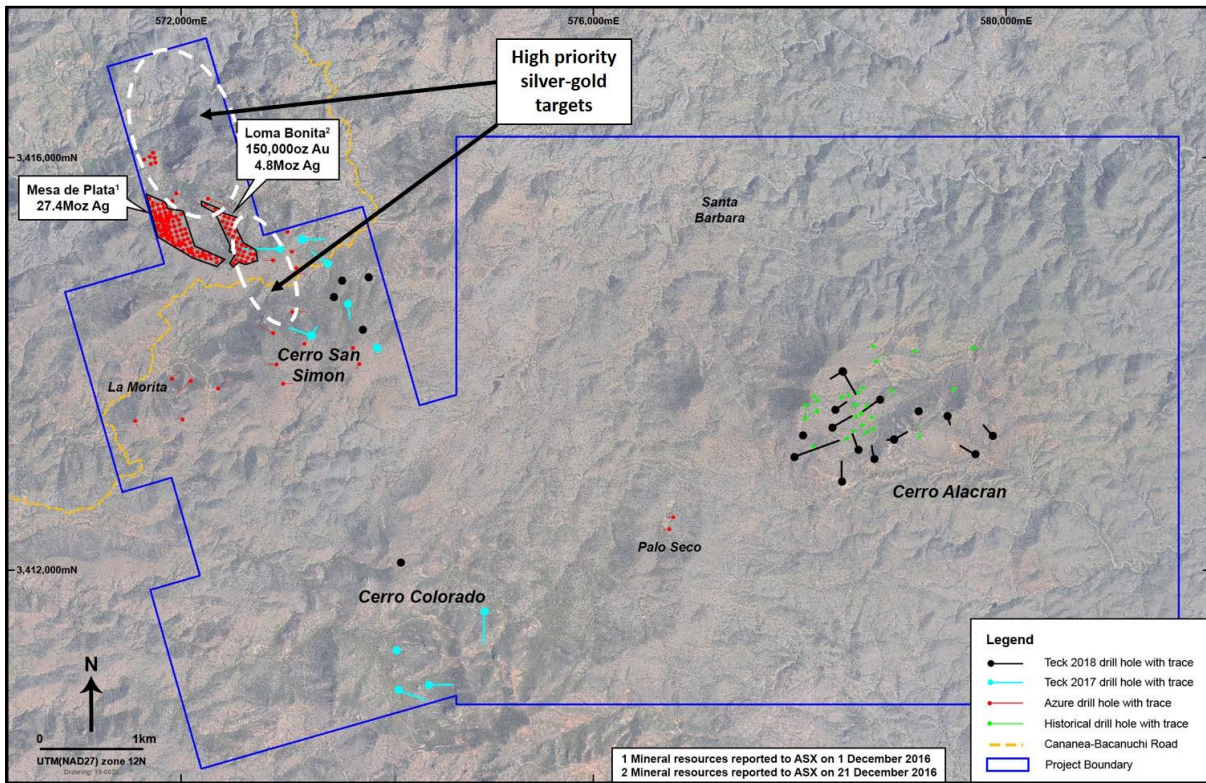 572,000mE
576,000mE
580,000mE
High priority
silver-gold
targets
Loma Bonita²
150,000oz Au
4.8Moz Ag
3,416,000mN
Mesa de Plata¹
27.4Moz Ag
Santa
Barbara
Cerro San
Simon
La Morita
Cerro Alacran
Palo Seco
3,412,000mN
Cerro Colorado
N
0 1km
UTM(NAD27) zone 12N
Legend
Teck 2018 drill hole with trace
Teck 2017 drill hole with trace
Azure drill hole with trace
Historical drill hole with trace
Cananea-Bacanuchi Road
Project Boundary
1 Mineral resources reported to ASX on 1 December 2016
2 Mineral resources reported to ASX on 21 December 2016